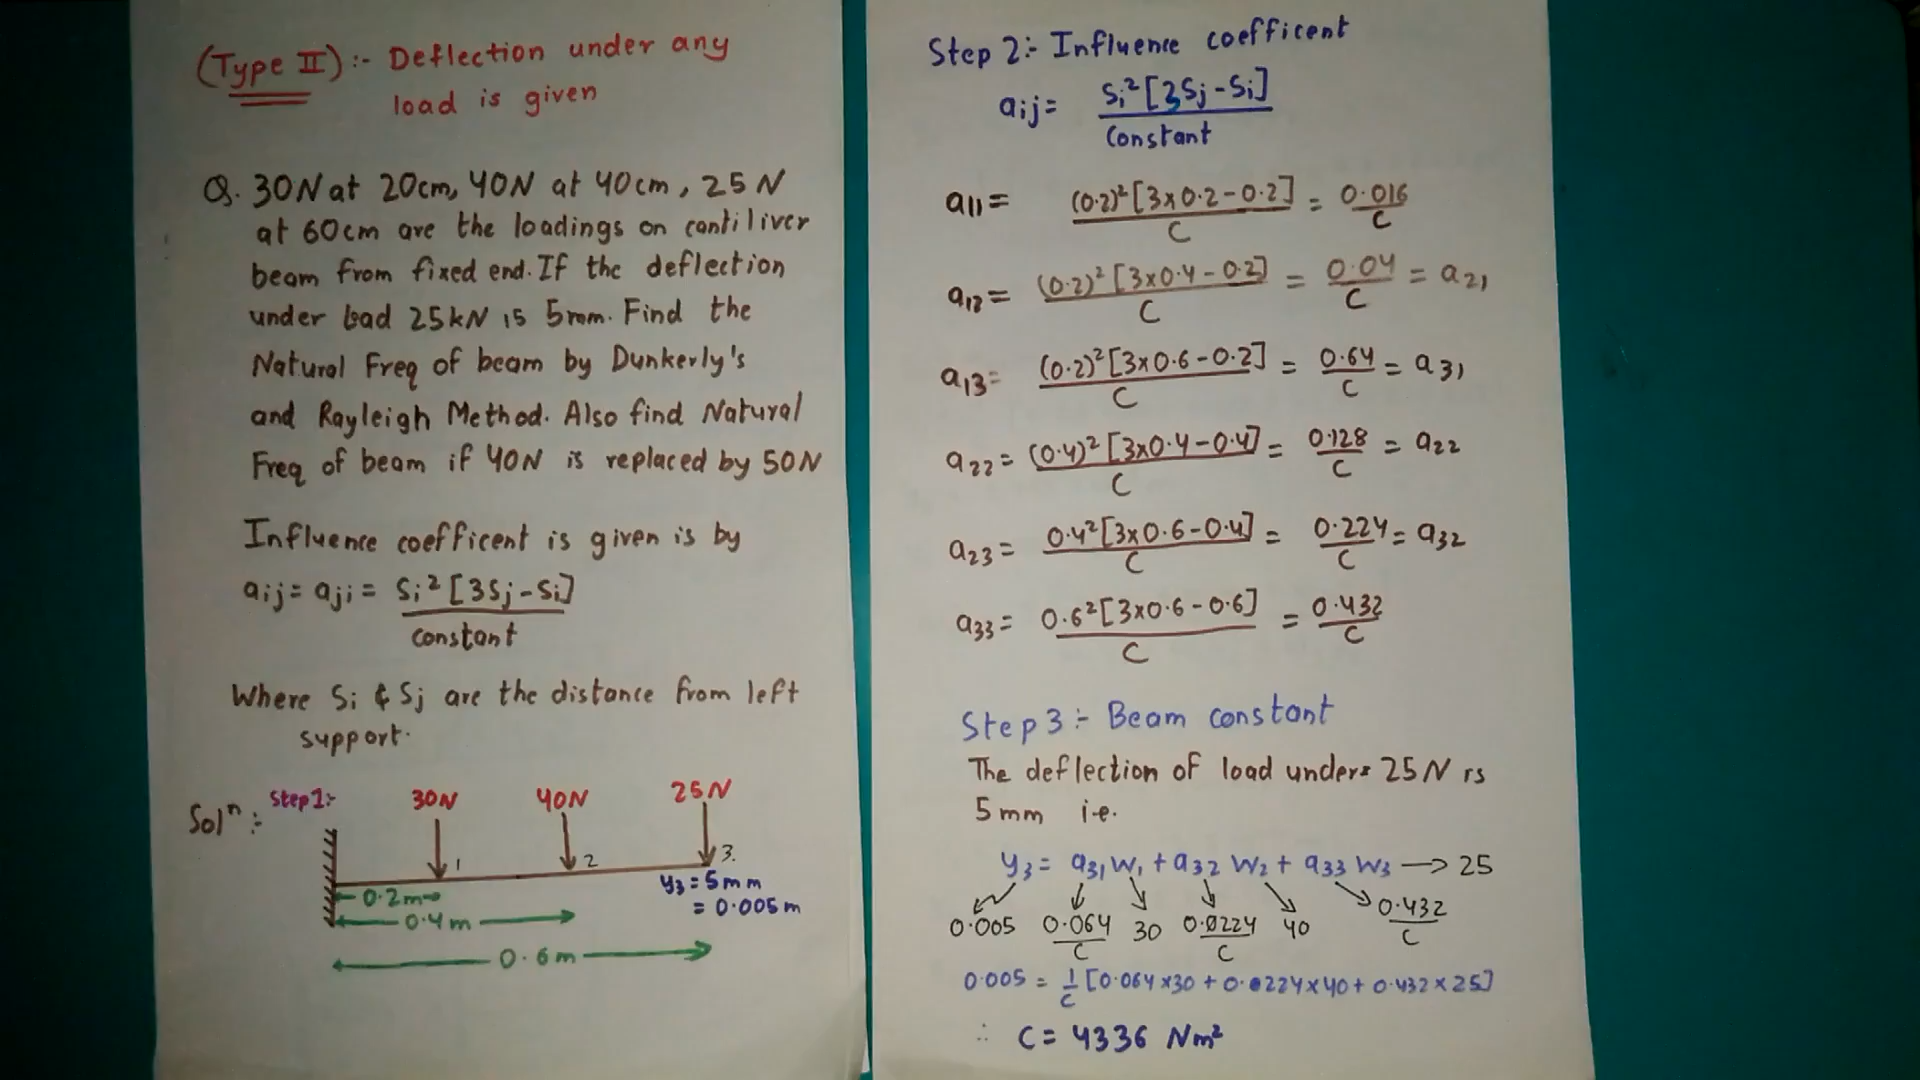 (Type II) :- Deflection under any
load is given
Q. 30N at 20cm, 40N at 40cm, 25N
at 60cm are the loadings on cantiliver
beam from fixed end. If the deflection
under load 25kN is 5mm. Find the
Natural Freq of beam by Dunkerly's
and Rayleigh Method. Also find Natural
Freq of beam if 40N is replaced by 50N
Influence coefficent is given is by
aij = aji = Si² [3Sj - Si]
constant
Where Si & Sj are the distance from left
support.
Solⁿ :- Step 1:-
30N 40N 25N
1 2 3.
y₃ = 5mm
= 0.005m
0.2m
0.4m
0.6m
Step 2:- Influence coefficent
aij = Si² [3Sj - Si]
Constant
a11 = (0.2)² [3x0.2 - 0.2] / C = 0.016 / C
a12 = (0.2)² [3x0.4 - 0.2] / C = 0.04 / C = a21
a13 = (0.2)² [3x0.6 - 0.2] / C = 0.64 / C = a31
a22 = (0.4)² [3x0.4 - 0.4] / C = 0.128 / C = a22
a23 = 0.4² [3x0.6 - 0.4] / C = 0.224 / C = a32
a33 = 0.6² [3x0.6 - 0.6] / C = 0.432 / C
Step 3:- Beam constant
The deflection of load under 25N is
5mm i.e.
y₃ = a31 W₁ + a32 W₂ + a33 W₃ → 25
0.005 0.064/C 30 0.0224/C 40 0.432/C
0.005 = 1/C [0.064x30 + 0.0224x40 + 0.432x25]
∴ C = 4336 Nm²